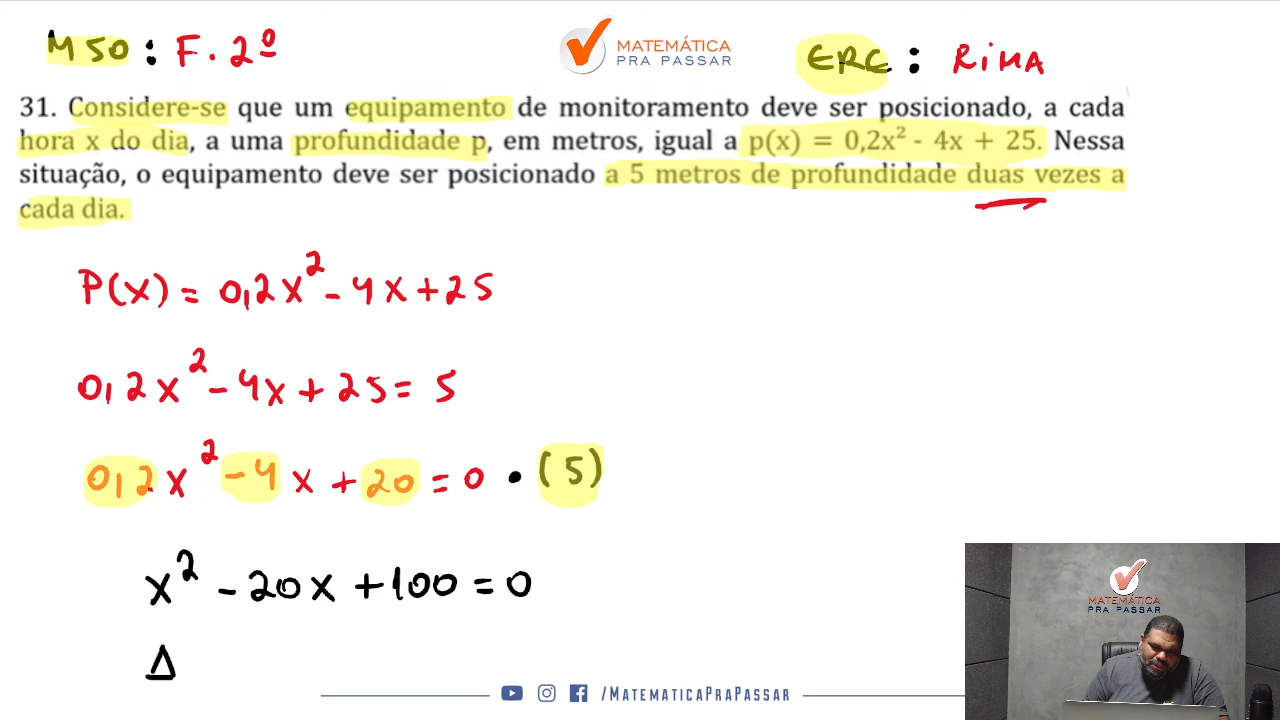 M50 : F. 2º
MATEMÁTICA
PRA PASSAR
ERE : RiMA
31. Considere-se que um equipamento de monitoramento deve ser posicionado, a cada
hora x do dia, a uma profundidade p, em metros, igual a p(x) = 0,2x² - 4x + 25. Nessa
situação, o equipamento deve ser posicionado a 5 metros de profundidade duas vezes a
cada dia.
P(x) = 0,2x² - 4x + 25
0,2x² - 4x + 25 = 5
0,2x² - 4x + 20 = 0 • (5)
x² - 20x + 100 = 0
Δ
MATEMÁTICA
PRA PASSAR
/MATEMATICAPRAPASSAR